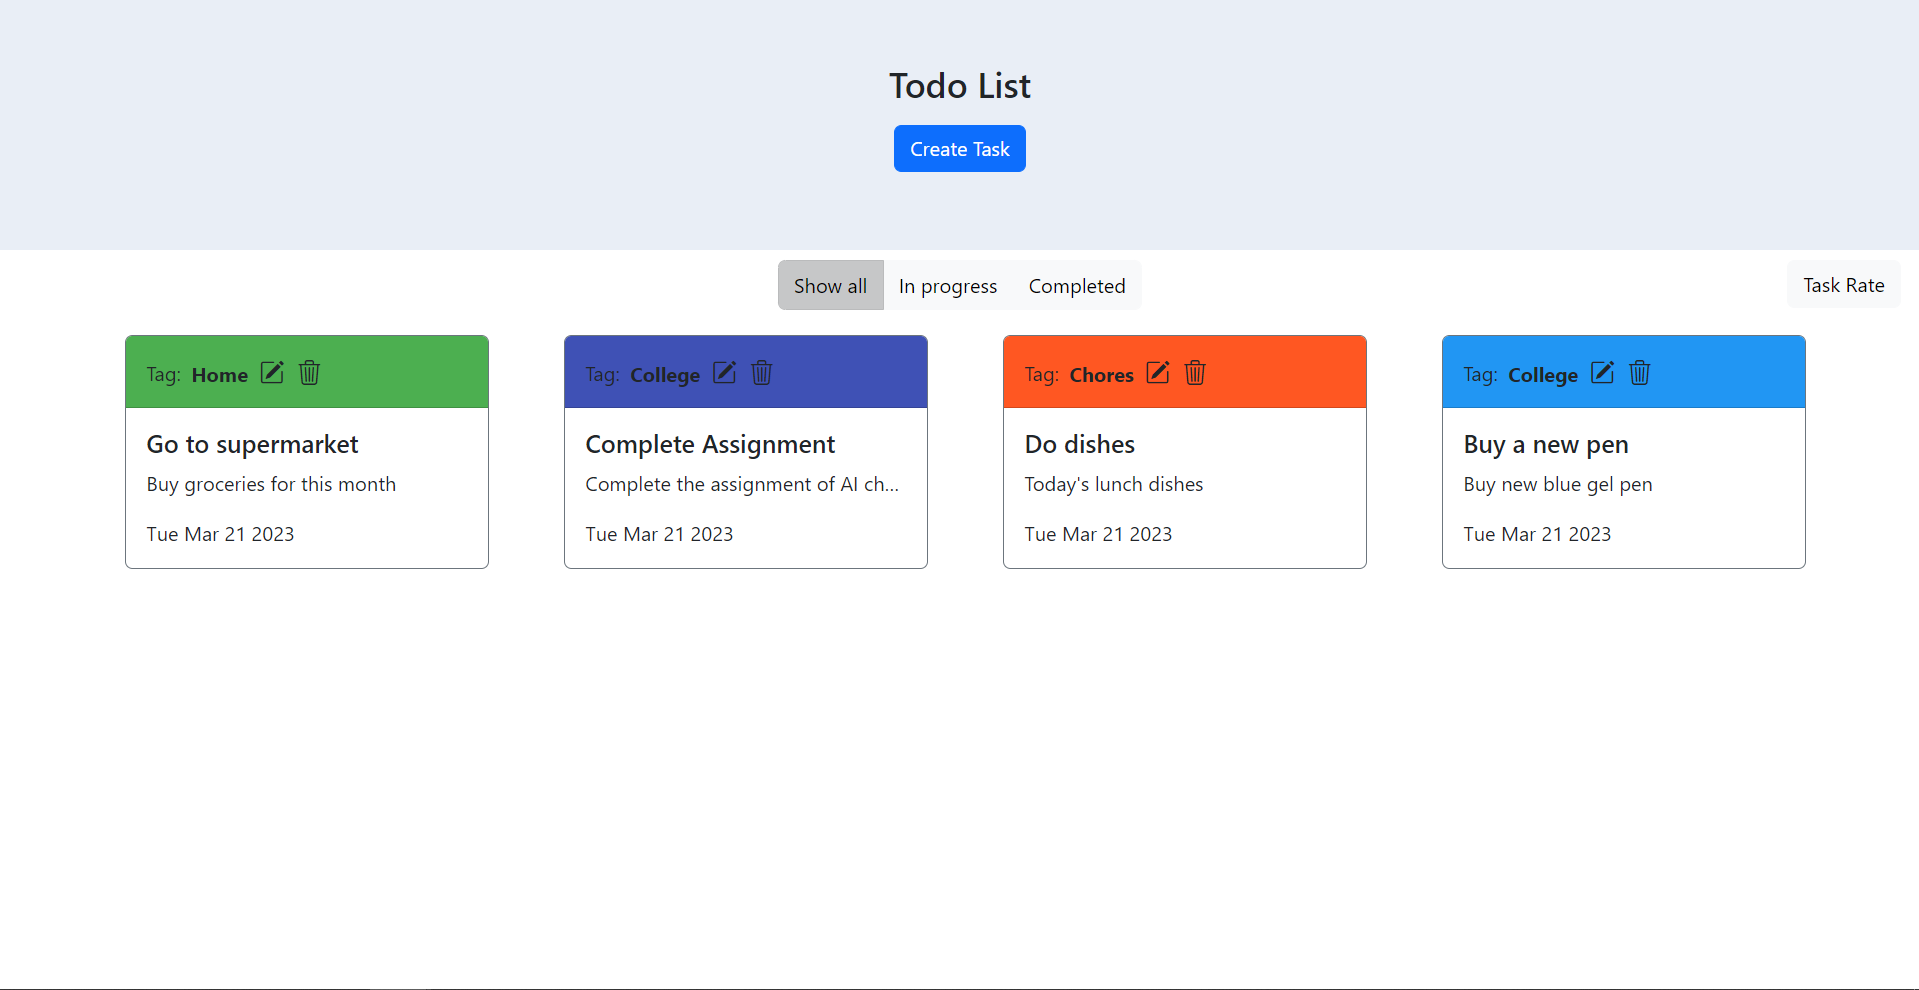 Todo List
Create Task
Show all In progress Completed
Task Rate
Tag: Home
Go to supermarket
Buy groceries for this month
Tue Mar 21 2023
Tag: College
Complete Assignment
Complete the assignment of AI ch...
Tue Mar 21 2023
Tag: Chores
Do dishes
Today's lunch dishes
Tue Mar 21 2023
Tag: College
Buy a new pen
Buy new blue gel pen
Tue Mar 21 2023